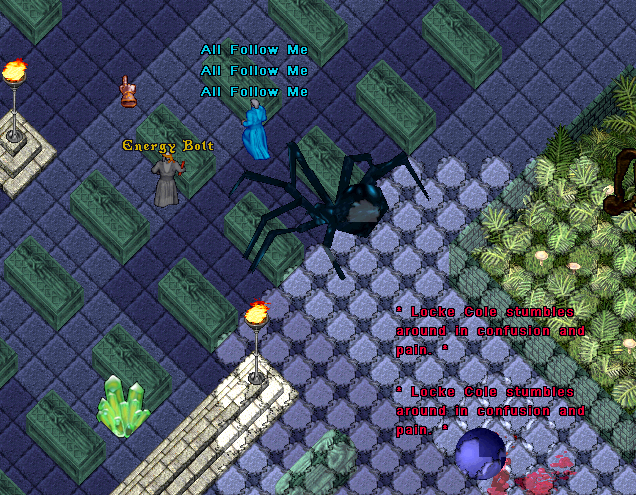 All Follow Me
All Follow Me
All Follow Me
Energy Bolt
* Locke Cole stumbles
around in confusion and
pain. *
* Locke Cole stumbles
around in confusion and
pain. *